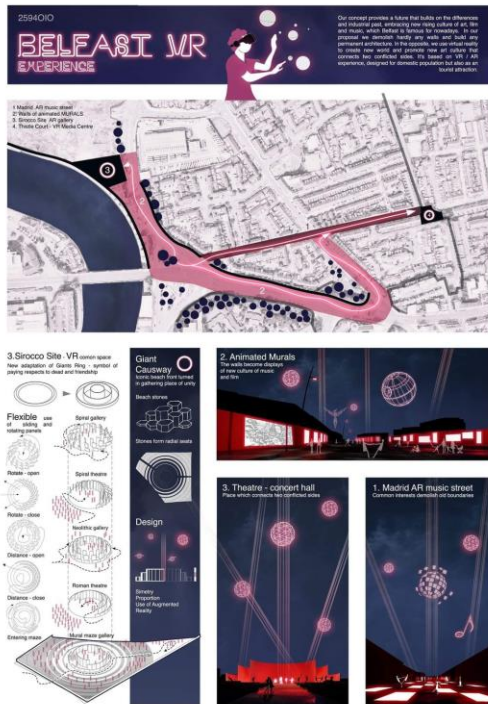 2594OIO
BELFAST VR
EXPERIENCE
Our concept provides a future that builds on the differences
and industrial past, embracing new rising culture of art, film
and music, which Belfast is famous for nowadays. In our
proposal we demolish hardly any walls and build any
permanent architecture. In the opposite, we use virtual reality
to create new world and promote new art culture that
connects two conflicted sides. It's based on VR / AR
experience, designed for domestic population but also as an
tourist attraction.
1 Madrid AR music street
2. Walls of animated MURALS
3. Sirocco Site AR gallery
4. Theatre Court - VR Media Centre
3
2
2
4
3.Sirocco Site - VR comon space
New adaptation of Giants Ring - symbol of
paying respects to dead and friendship
Flexible use
of sliding and
rotating panels
Spiral gallery
Rotate - open
Spiral theatre
Rotate - close
Neolithic gallery
Distance - open
Roman theatre
Distance - close
Mural maze gallery
Entering maze
Giant
Causway
Iconic beach front turned
in gathering place of unity
Beach stones
Stones form radial seats
Design
Simetry
Proportion
Use of Augmented
Reality
2. Animated Murals
The walls become displays
of new culture of music
and film
3. Theatre - concert hall
Place which connects two conflicted sides
1. Madrid AR music street
Common interests demolish old boundaries